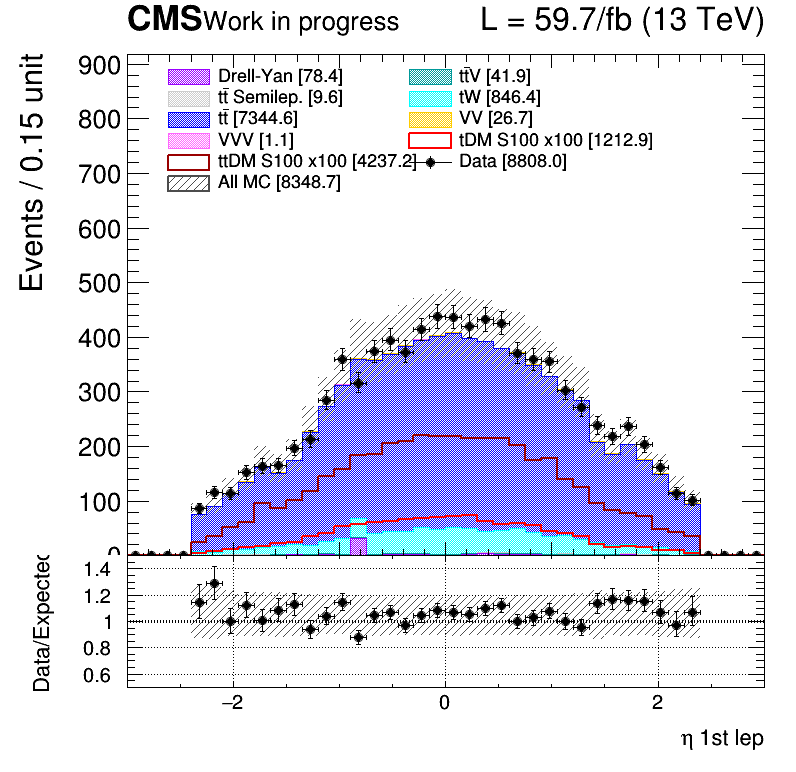 CMS Work in progress L = 59.7/fb (13 TeV)
Events / 0.15 unit
900
800
700
600
500
400
300
200
100
0
Drell-Yan [78.4] tt̄V [41.9]
tt̄ Semilep. [9.6] tW [846.4]
tt̄ [7344.6] VV [26.7]
VVV [1.1] tDM S100 x100 [1212.9]
ttDM S100 x100 [4237.2] Data [8808.0]
All MC [8348.7]
Data/Expected
1.4
1.2
1
0.8
0.6
−2 0 2
η 1st lep